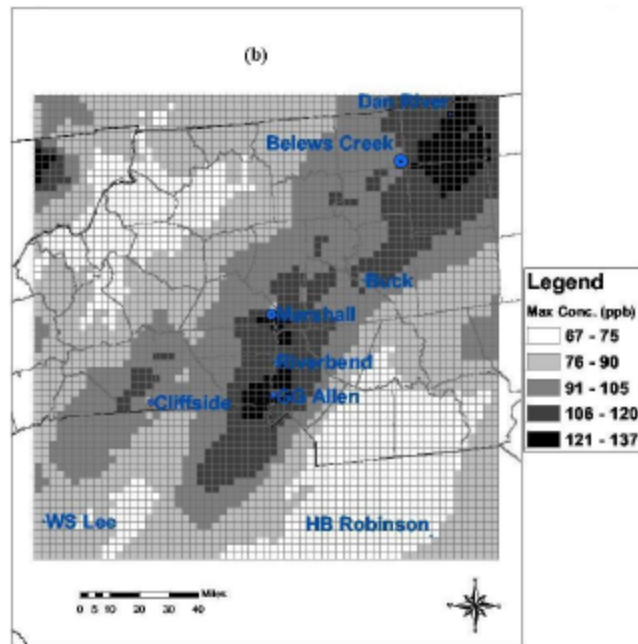 (b)
Dan River
Belews Creek
Buck
Marshall
Riverbend
GG Allen
Cliffside
WS Lee
HB Robinson
Legend
Max Conc. (ppb)
67 - 75
76 - 90
91 - 105
106 - 120
121 - 137
Miles
0 5 10 20 30 40